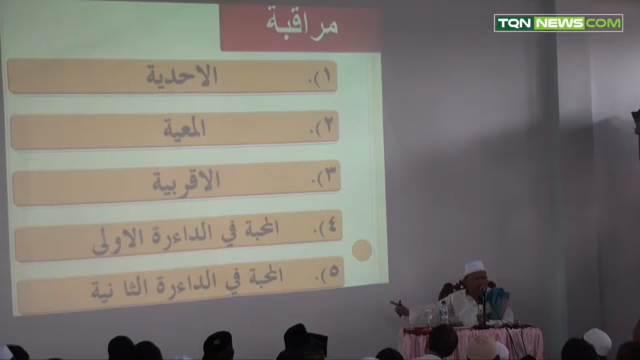 TQN NEWS.COM
مراقبة
١). الاحدية
٢). المعية
٣). الاقربية
٤). المحبة في الداءرة الاولى
٥). المحبة في الداءرة الثانية